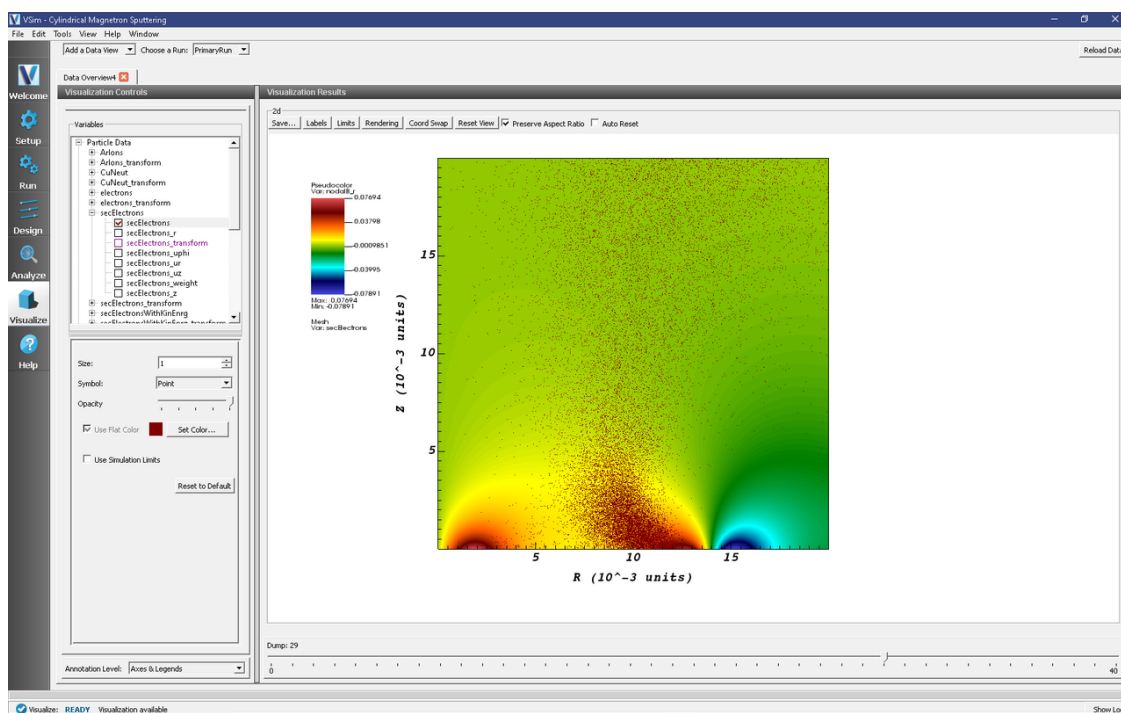 VSim - Cylindrical Magnetron Sputtering
File Edit Tools View Help Window
Add a Data View Choose a Run: PrimaryRun
Reload Data
Data Overview4
Welcome
Setup
Run
Design
Analyze
Visualize
Help
Visualization Controls
Variables
Particle Data
ArIons
ArIons_transform
CuNeut
CuNeut_transform
electrons
electrons_transform
secElectrons
secElectrons
secElectrons_r
secElectrons_transform
secElectrons_uphi
secElectrons_ur
secElectrons_uz
secElectrons_weight
secElectrons_z
secElectrons_transform
secElectronsWithKinEnrg
secElectronsWithKinEnrg_transform
Size: 1
Symbol: Point
Opacity
Use Flat Color Set Color...
Use Simulation Limits
Reset to Default
Annotation Level: Axes & Legends
Visualization Results
2d
Save... Labels Limits Rendering Coord Swap Reset View Preserve Aspect Ratio Auto Reset
Pseudocolor
Var: nodalB_r
0.07694
0.03798
-0.0009851
-0.03995
-0.07891
Max: 0.07694
Min: -0.07891
Mesh
Var: secElectrons
15
10
5
Z (10^-3 units)
5 10 15
R (10^-3 units)
Dump: 29
0 40
Visualize: READY Visualization available
Show Lo